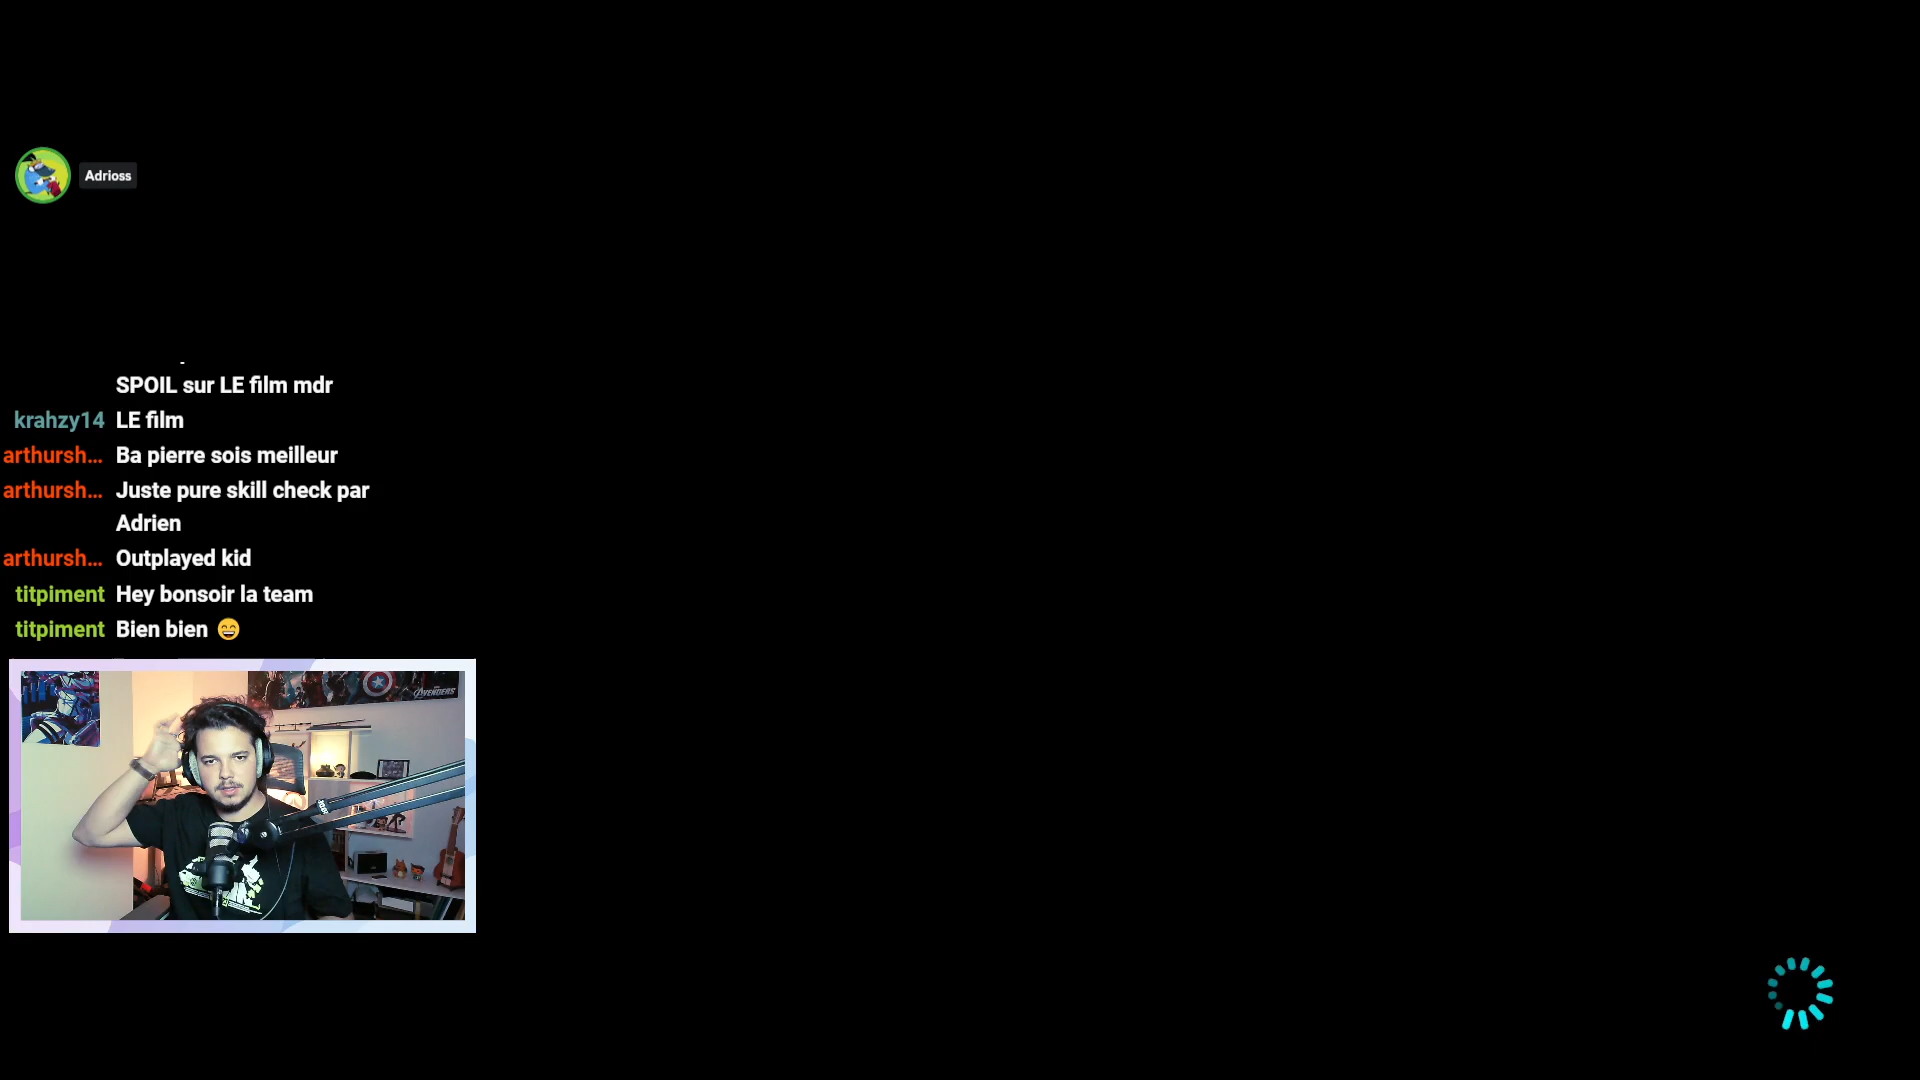 Adrioss
SPOIL sur LE film mdr
krahzy14 LE film
arthursh... Ba pierre sois meilleur
arthursh... Juste pure skill check par
Adrien
arthursh... Outplayed kid
titpiment Hey bonsoir la team
titpiment Bien bien 😄
AVENGERS